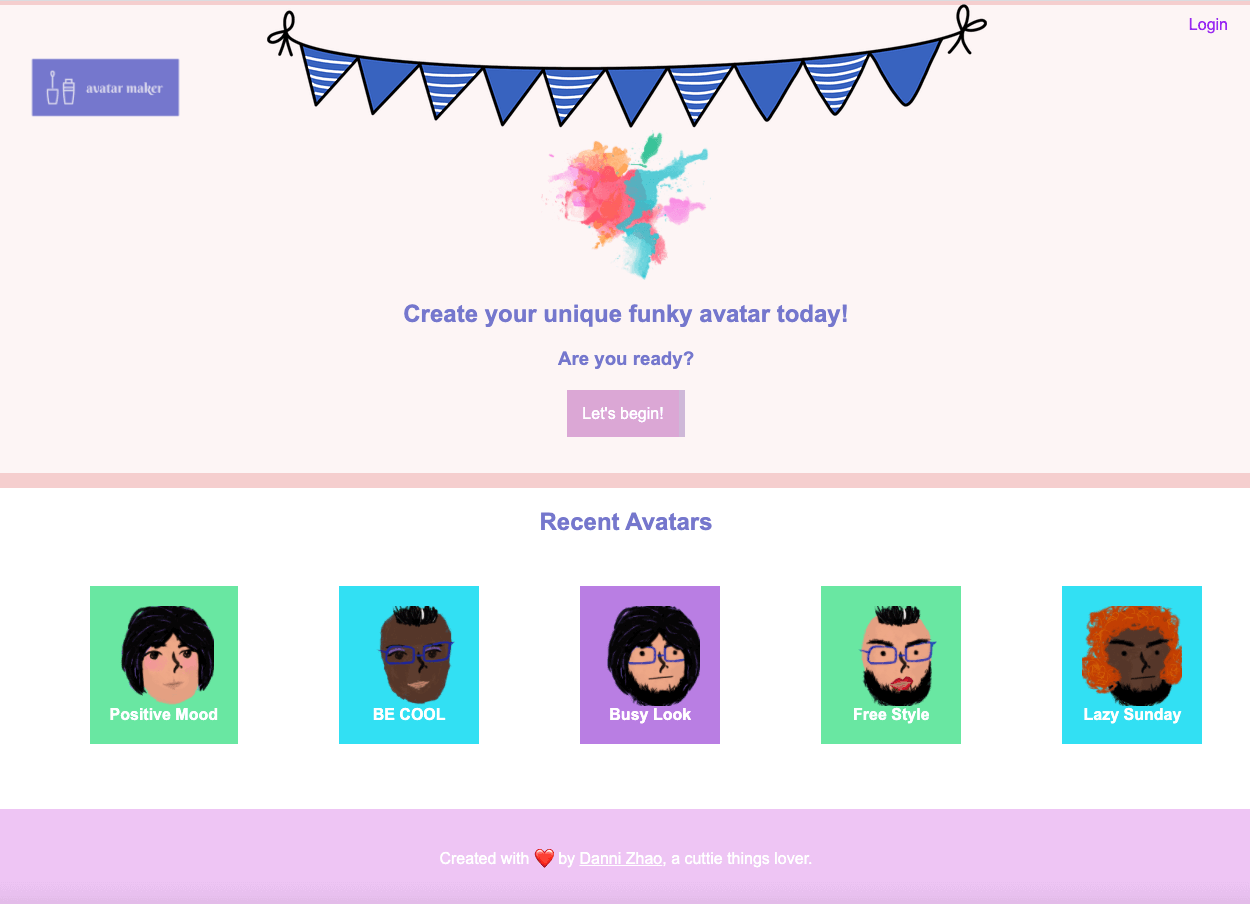 Login
avatar maker
Create your unique funky avatar today!
Are you ready?
Let's begin!
Recent Avatars
Positive Mood
BE COOL
Busy Look
Free Style
Lazy Sunday
Created with ❤️ by Danni Zhao, a cuttie things lover.